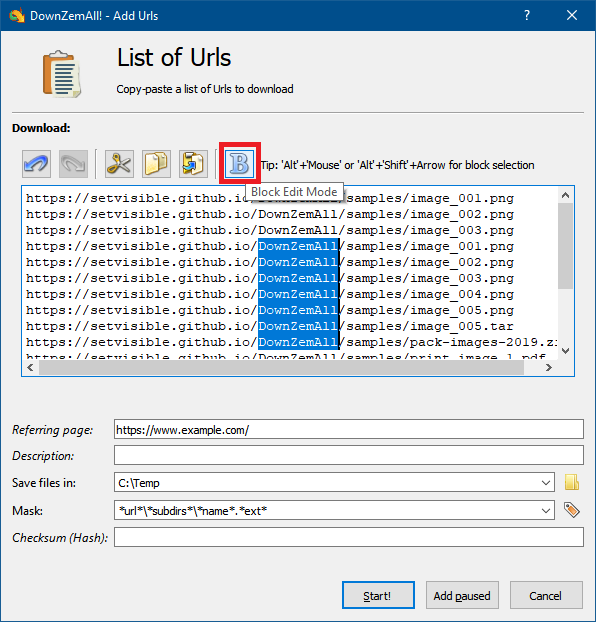 DownZemAll! - Add Urls
List of Urls
Copy-paste a list of Urls to download
Download:
B
Tip: 'Alt'+'Mouse' or 'Alt'+'Shift'+Arrow for block selection
Block Edit Mode
https://setvisible.github.io/DownZemAll/samples/image_001.png
https://setvisible.github.io/DownZemAll/samples/image_002.png
https://setvisible.github.io/DownZemAll/samples/image_003.png
https://setvisible.github.io/DownZemAll/samples/image_001.png
https://setvisible.github.io/DownZemAll/samples/image_002.png
https://setvisible.github.io/DownZemAll/samples/image_003.png
https://setvisible.github.io/DownZemAll/samples/image_004.png
https://setvisible.github.io/DownZemAll/samples/image_005.png
https://setvisible.github.io/DownZemAll/samples/image_005.tar
https://setvisible.github.io/DownZemAll/samples/pack-images-2019.zi
https://setvisible.github.io/DownZemAll/samples/print_image_1.pdf
Referring page: https://www.example.com/
Description:
Save files in: C:\Temp
Mask: *url*\*subdirs*\*name*.*ext*
Checksum (Hash):
Start! Add paused Cancel